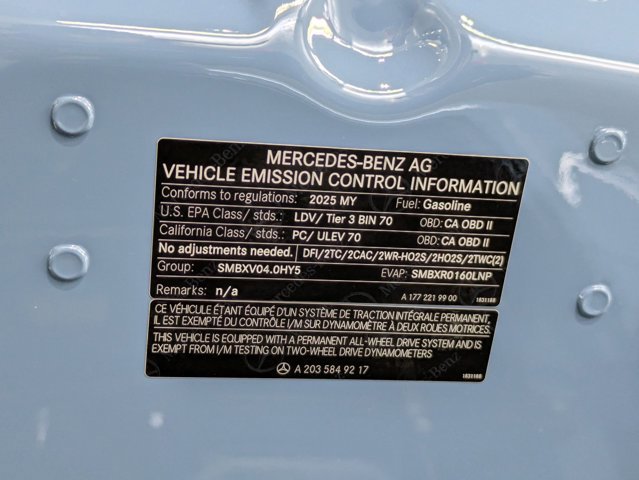 MERCEDES-BENZ AG
VEHICLE EMISSION CONTROL INFORMATION
Conforms to regulations: 2025 MY Fuel: Gasoline
U.S. EPA Class/ stds.: LDV/ Tier 3 BIN 70 OBD: CA OBD II
California Class/ stds.: PC/ ULEV 70 OBD: CA OBD II
No adjustments needed. DFI/2TC/2CAC/2WR-HO2S/2HO2S/2TWC(2)
Group: SMBXV04.0HY5 EVAP: SMBXR0160LNP
Remarks: n/a A 177 221 99 00 1631168
CE VÉHICULE ÉTANT ÉQUIPÉ D'UN SYSTÈME DE TRACTION INTÉGRALE PERMANENT,
IL EST EXEMPTÉ DU CONTRÔLE I/M SUR DYNAMOMÈTRE À DEUX ROUES MOTRICES.
THIS VEHICLE IS EQUIPPED WITH A PERMANENT ALL-WHEEL DRIVE SYSTEM AND IS
EXEMPT FROM I/M TESTING ON TWO-WHEEL DRIVE DYNAMOMETERS
A 203 584 92 17 1631168